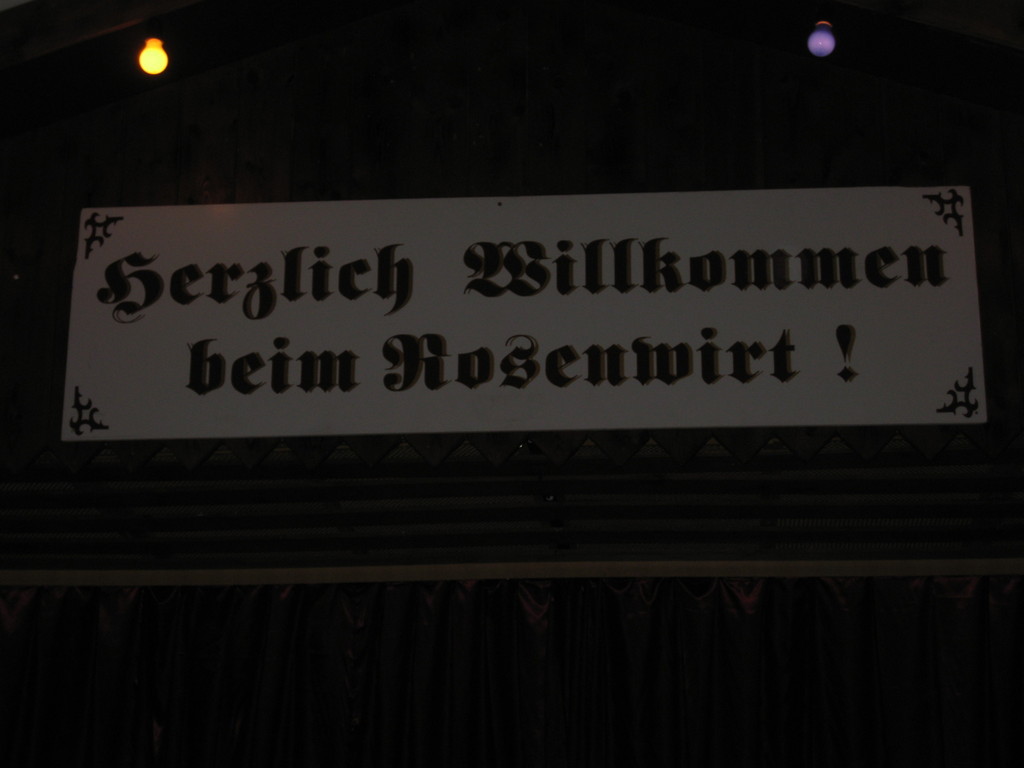 Herzlich Willkommen
beim Rosenwirt !